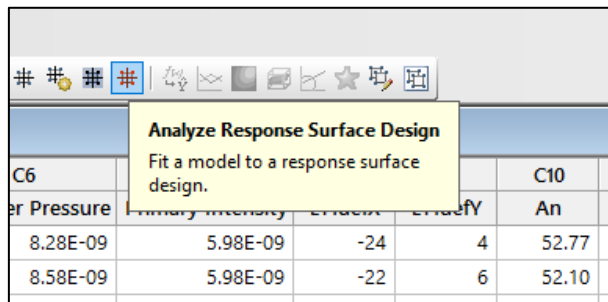 Analyze Response Surface Design
Fit a model to a response surface
design.
C6 C10
Pressure An
8.28E-09 5.98E-09 -24 4 52.77
8.58E-09 5.98E-09 -22 6 52.10